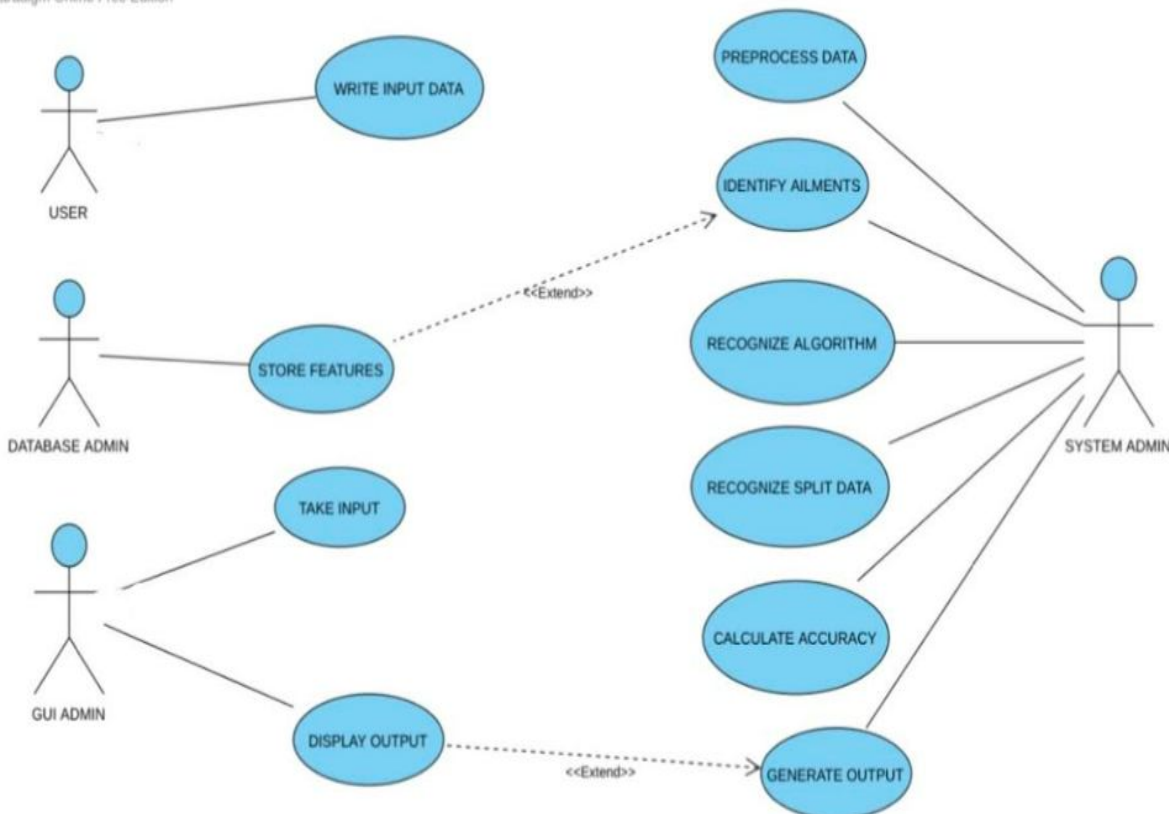 WRITE INPUT DATA
PREPROCESS DATA
USER
IDENTIFY AILMENTS
<<Extend>>
DATABASE ADMIN
STORE FEATURES
RECOGNIZE ALGORITHM
SYSTEM ADMIN
TAKE INPUT
RECOGNIZE SPLIT DATA
CALCULATE ACCURACY
GUI ADMIN
DISPLAY OUTPUT
<<Extend>>
GENERATE OUTPUT